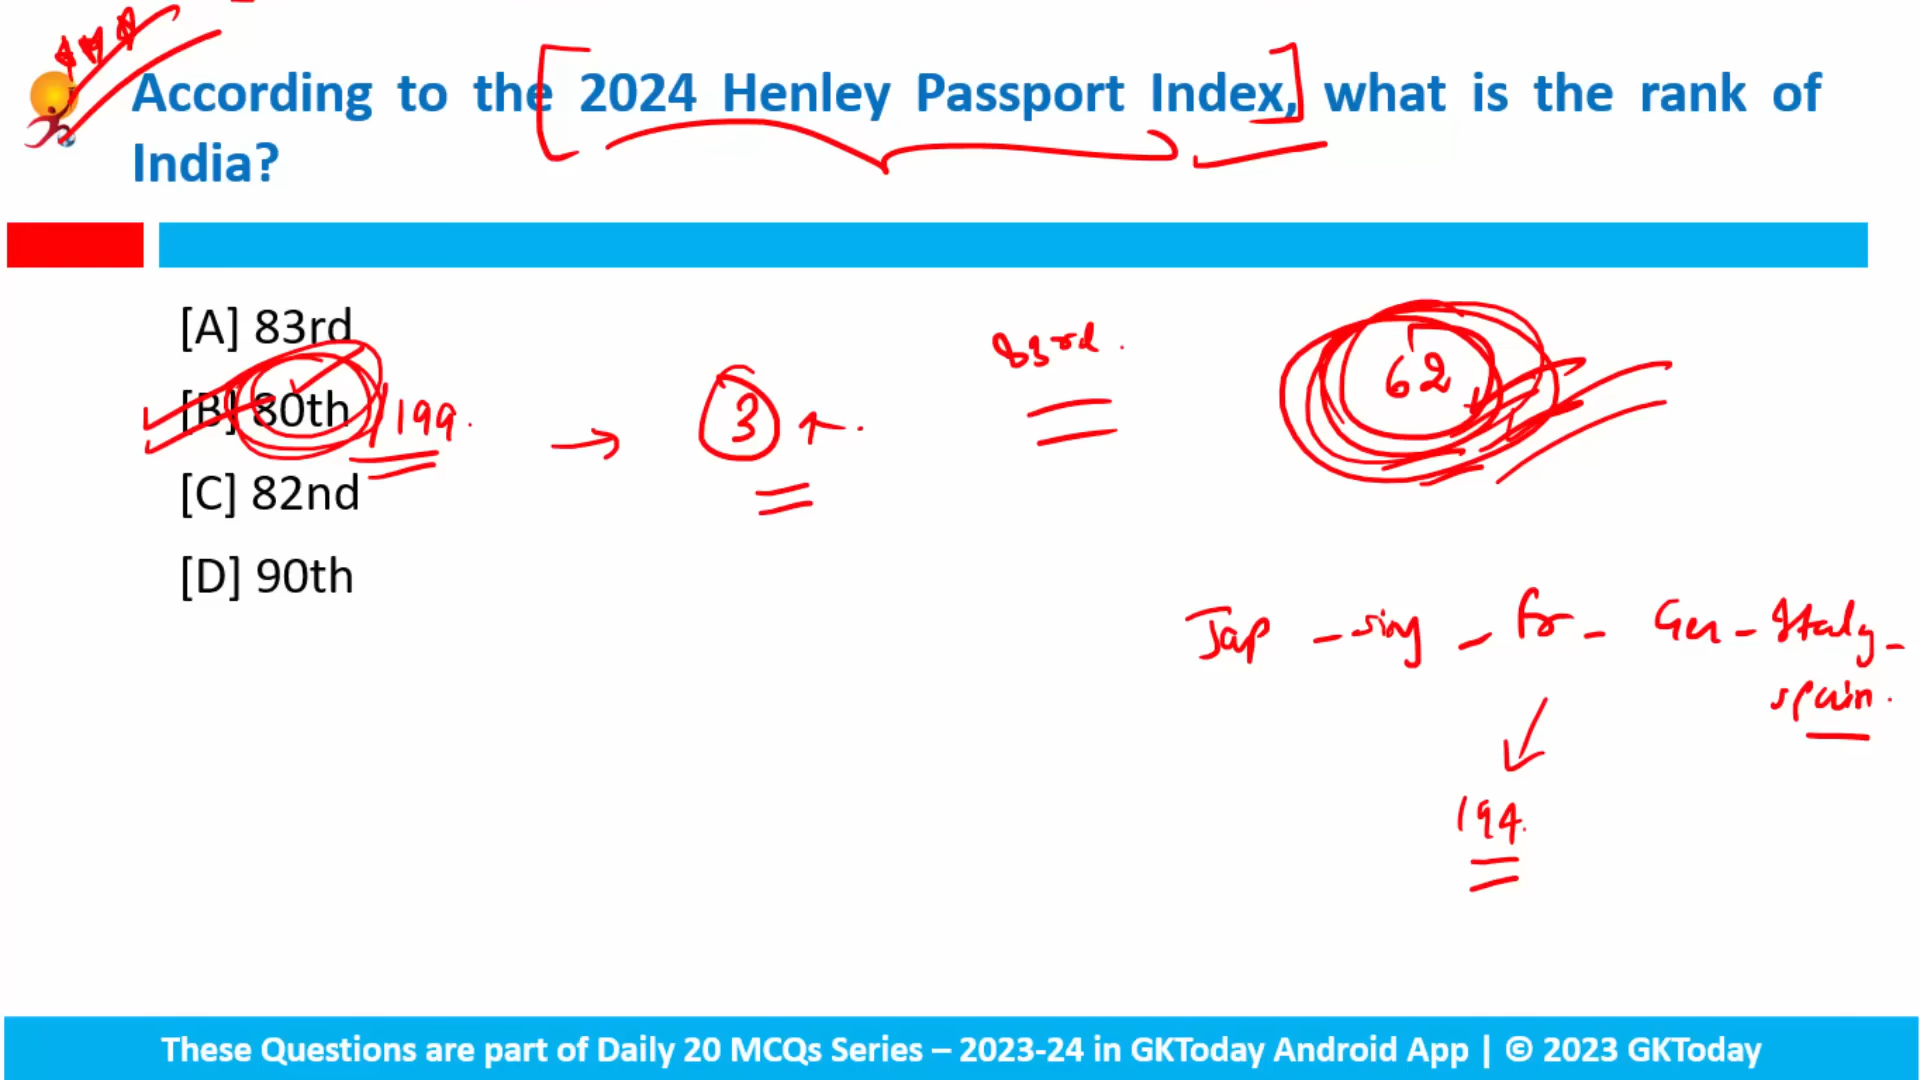 According to the 2024 Henley Passport Index, what is the rank of
India?
[A] 83rd
[B] 80th /199.
[C] 82nd
[D] 90th
→ 3 ↑.
83rd.
62
Jap - sing - Fr - Ger - Italy -
spain.
194.
These Questions are part of Daily 20 MCQs Series – 2023-24 in GKToday Android App | © 2023 GKToday